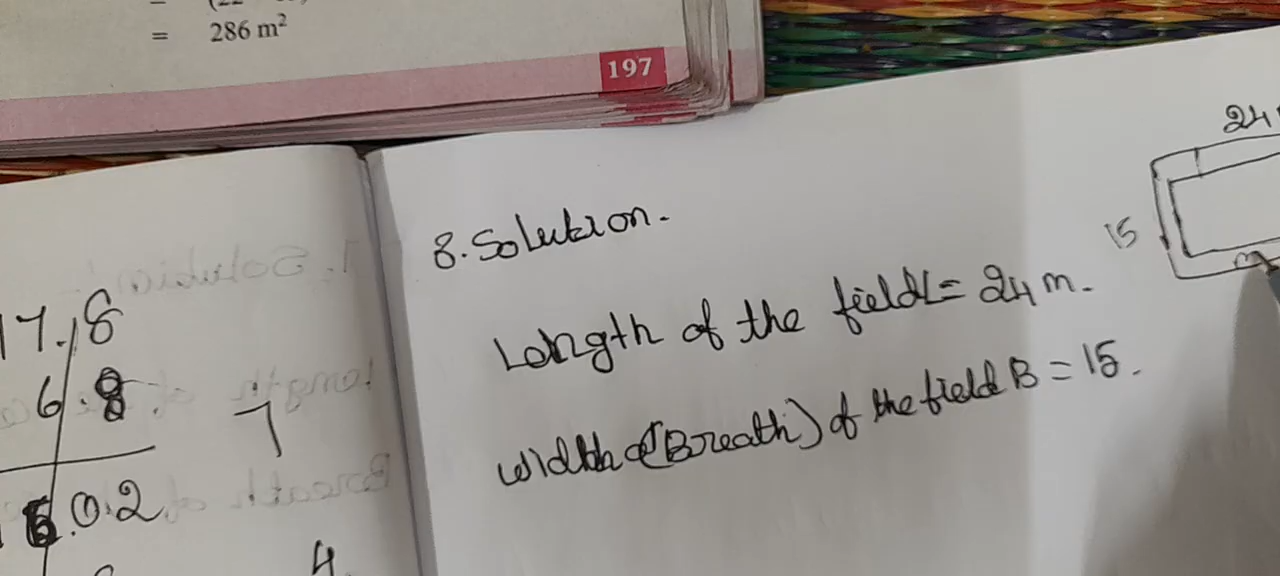 = 286 m²
197
8. Solution.
Length of the field L = 24 m.
Width (Breath) of the field B = 15.
24
15
17.8
6.8
7
0.2
4